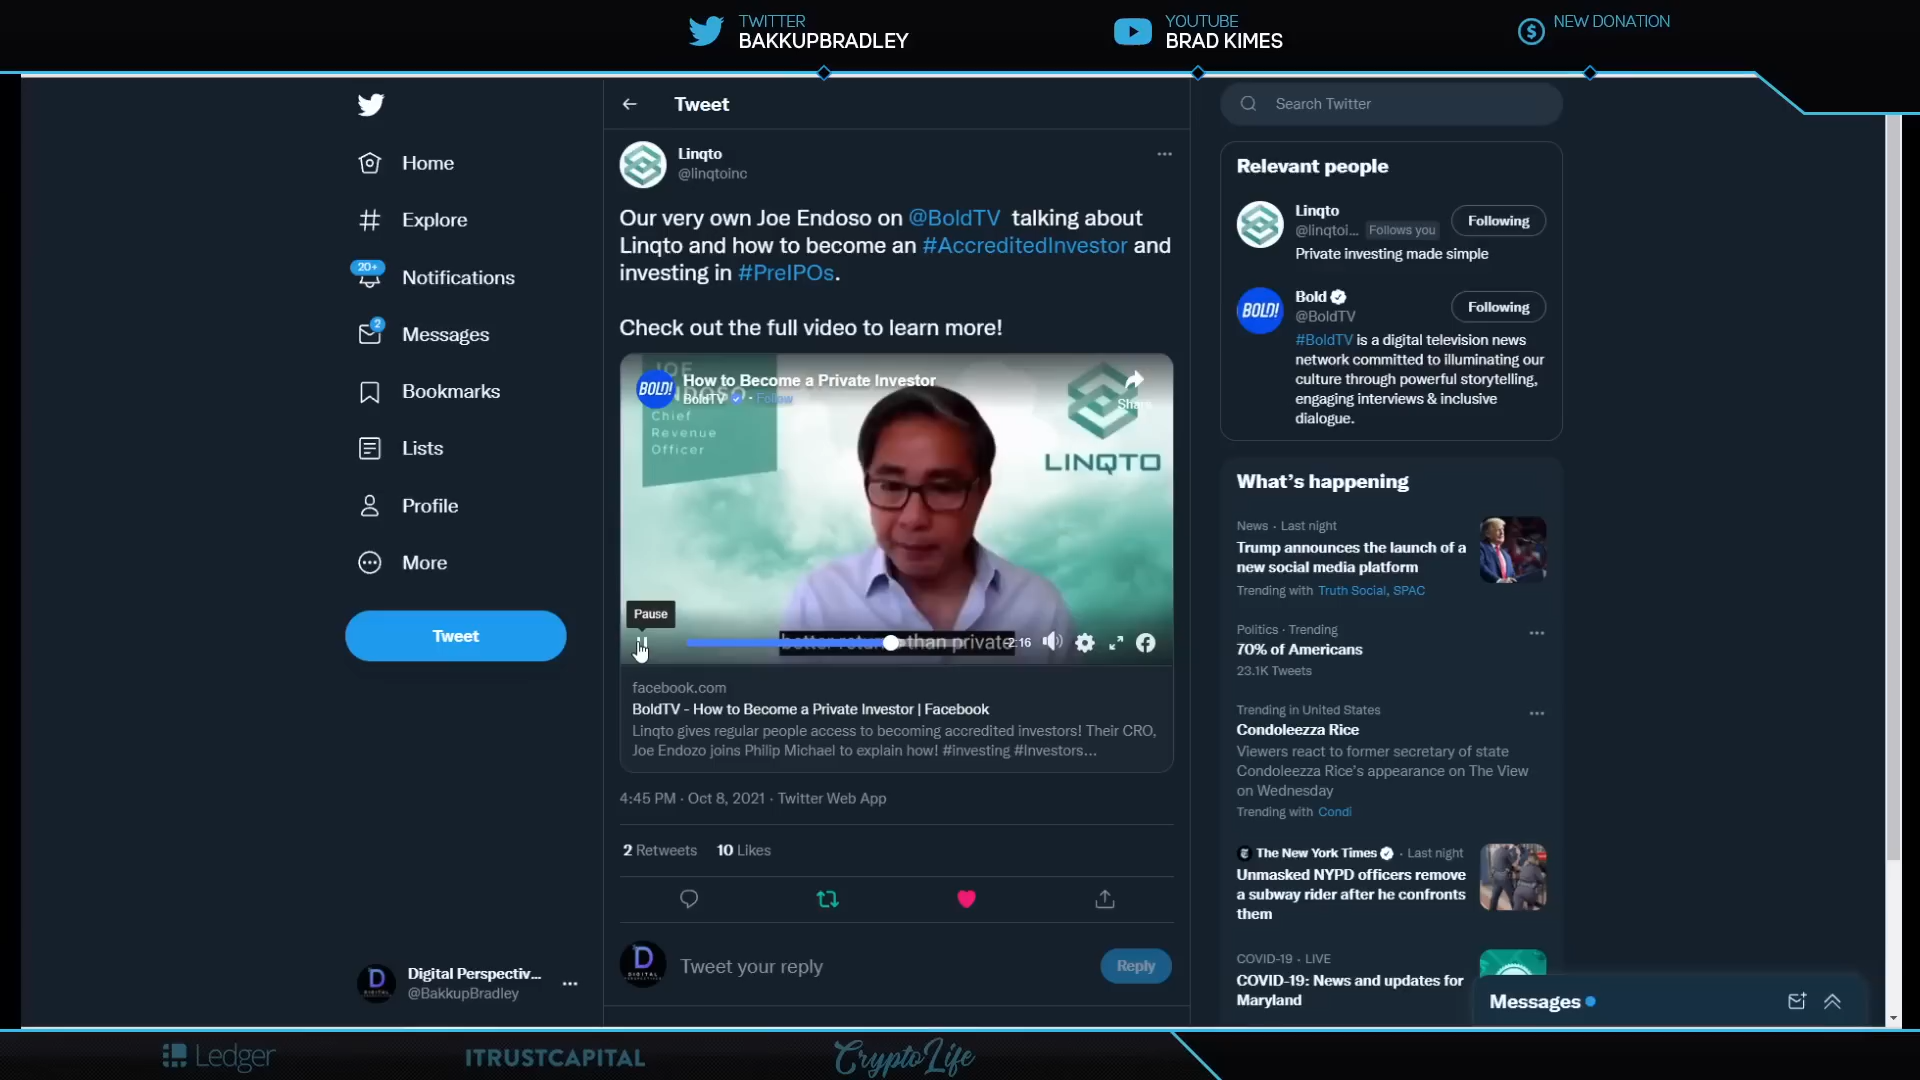 TWITTER
BAKKUPBRADLEY
YOUTUBE
BRAD KIMES
NEW DONATION
Home
Explore
20+
Notifications
2
Messages
Bookmarks
Lists
Profile
More
Tweet
Digital Perspectiv...
@BakkupBradley
Tweet
Linqto
@linqtoinc
Our very own Joe Endoso on @BoldTV talking about
Linqto and how to become an #AccreditedInvestor and
investing in #PreIPOs.
Check out the full video to learn more!
JOE
BOLD!
How to Become a Private Investor
BoldTV · Follow
Share
Chief
Revenue
Officer
LINQTO
Pause
better return than private
2:16
facebook.com
BoldTV - How to Become a Private Investor | Facebook
Linqto gives regular people access to becoming accredited investors! Their CRO,
Joe Endozo joins Philip Michael to explain how! #investing #Investors...
4:45 PM · Oct 8, 2021 · Twitter Web App
2 Retweets 10 Likes
D
DIGITAL
Tweet your reply
Reply
Search Twitter
Relevant people
Linqto
@linqtoi... Follows you
Following
Private investing made simple
BOLD!
Bold
@BoldTV
Following
#BoldTV is a digital television news
network committed to illuminating our
culture through powerful storytelling,
engaging interviews & inclusive
dialogue.
What's happening
News · Last night
Trump announces the launch of a
new social media platform
Trending with Truth Social, SPAC
Politics · Trending
70% of Americans
23.1K Tweets
Trending in United States
Condoleezza Rice
Viewers react to former secretary of state
Condoleezza Rice's appearance on The View
on Wednesday
Trending with Condi
The New York Times · Last night
Unmasked NYPD officers remove
a subway rider after he confronts
them
COVID-19 · LIVE
COVID-19: News and updates for
Maryland
Messages
Ledger
ITRUSTCAPITAL
CryptoLife